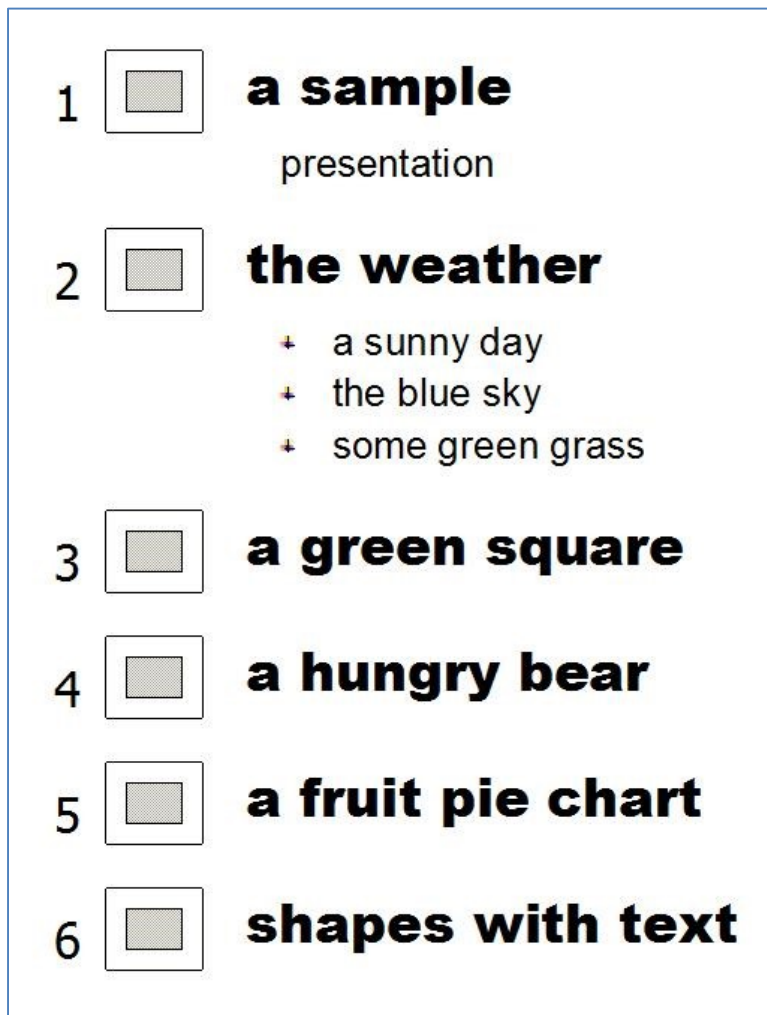 1 a sample
presentation
2 the weather
a sunny day
the blue sky
some green grass
3 a green square
4 a hungry bear
5 a fruit pie chart
6 shapes with text